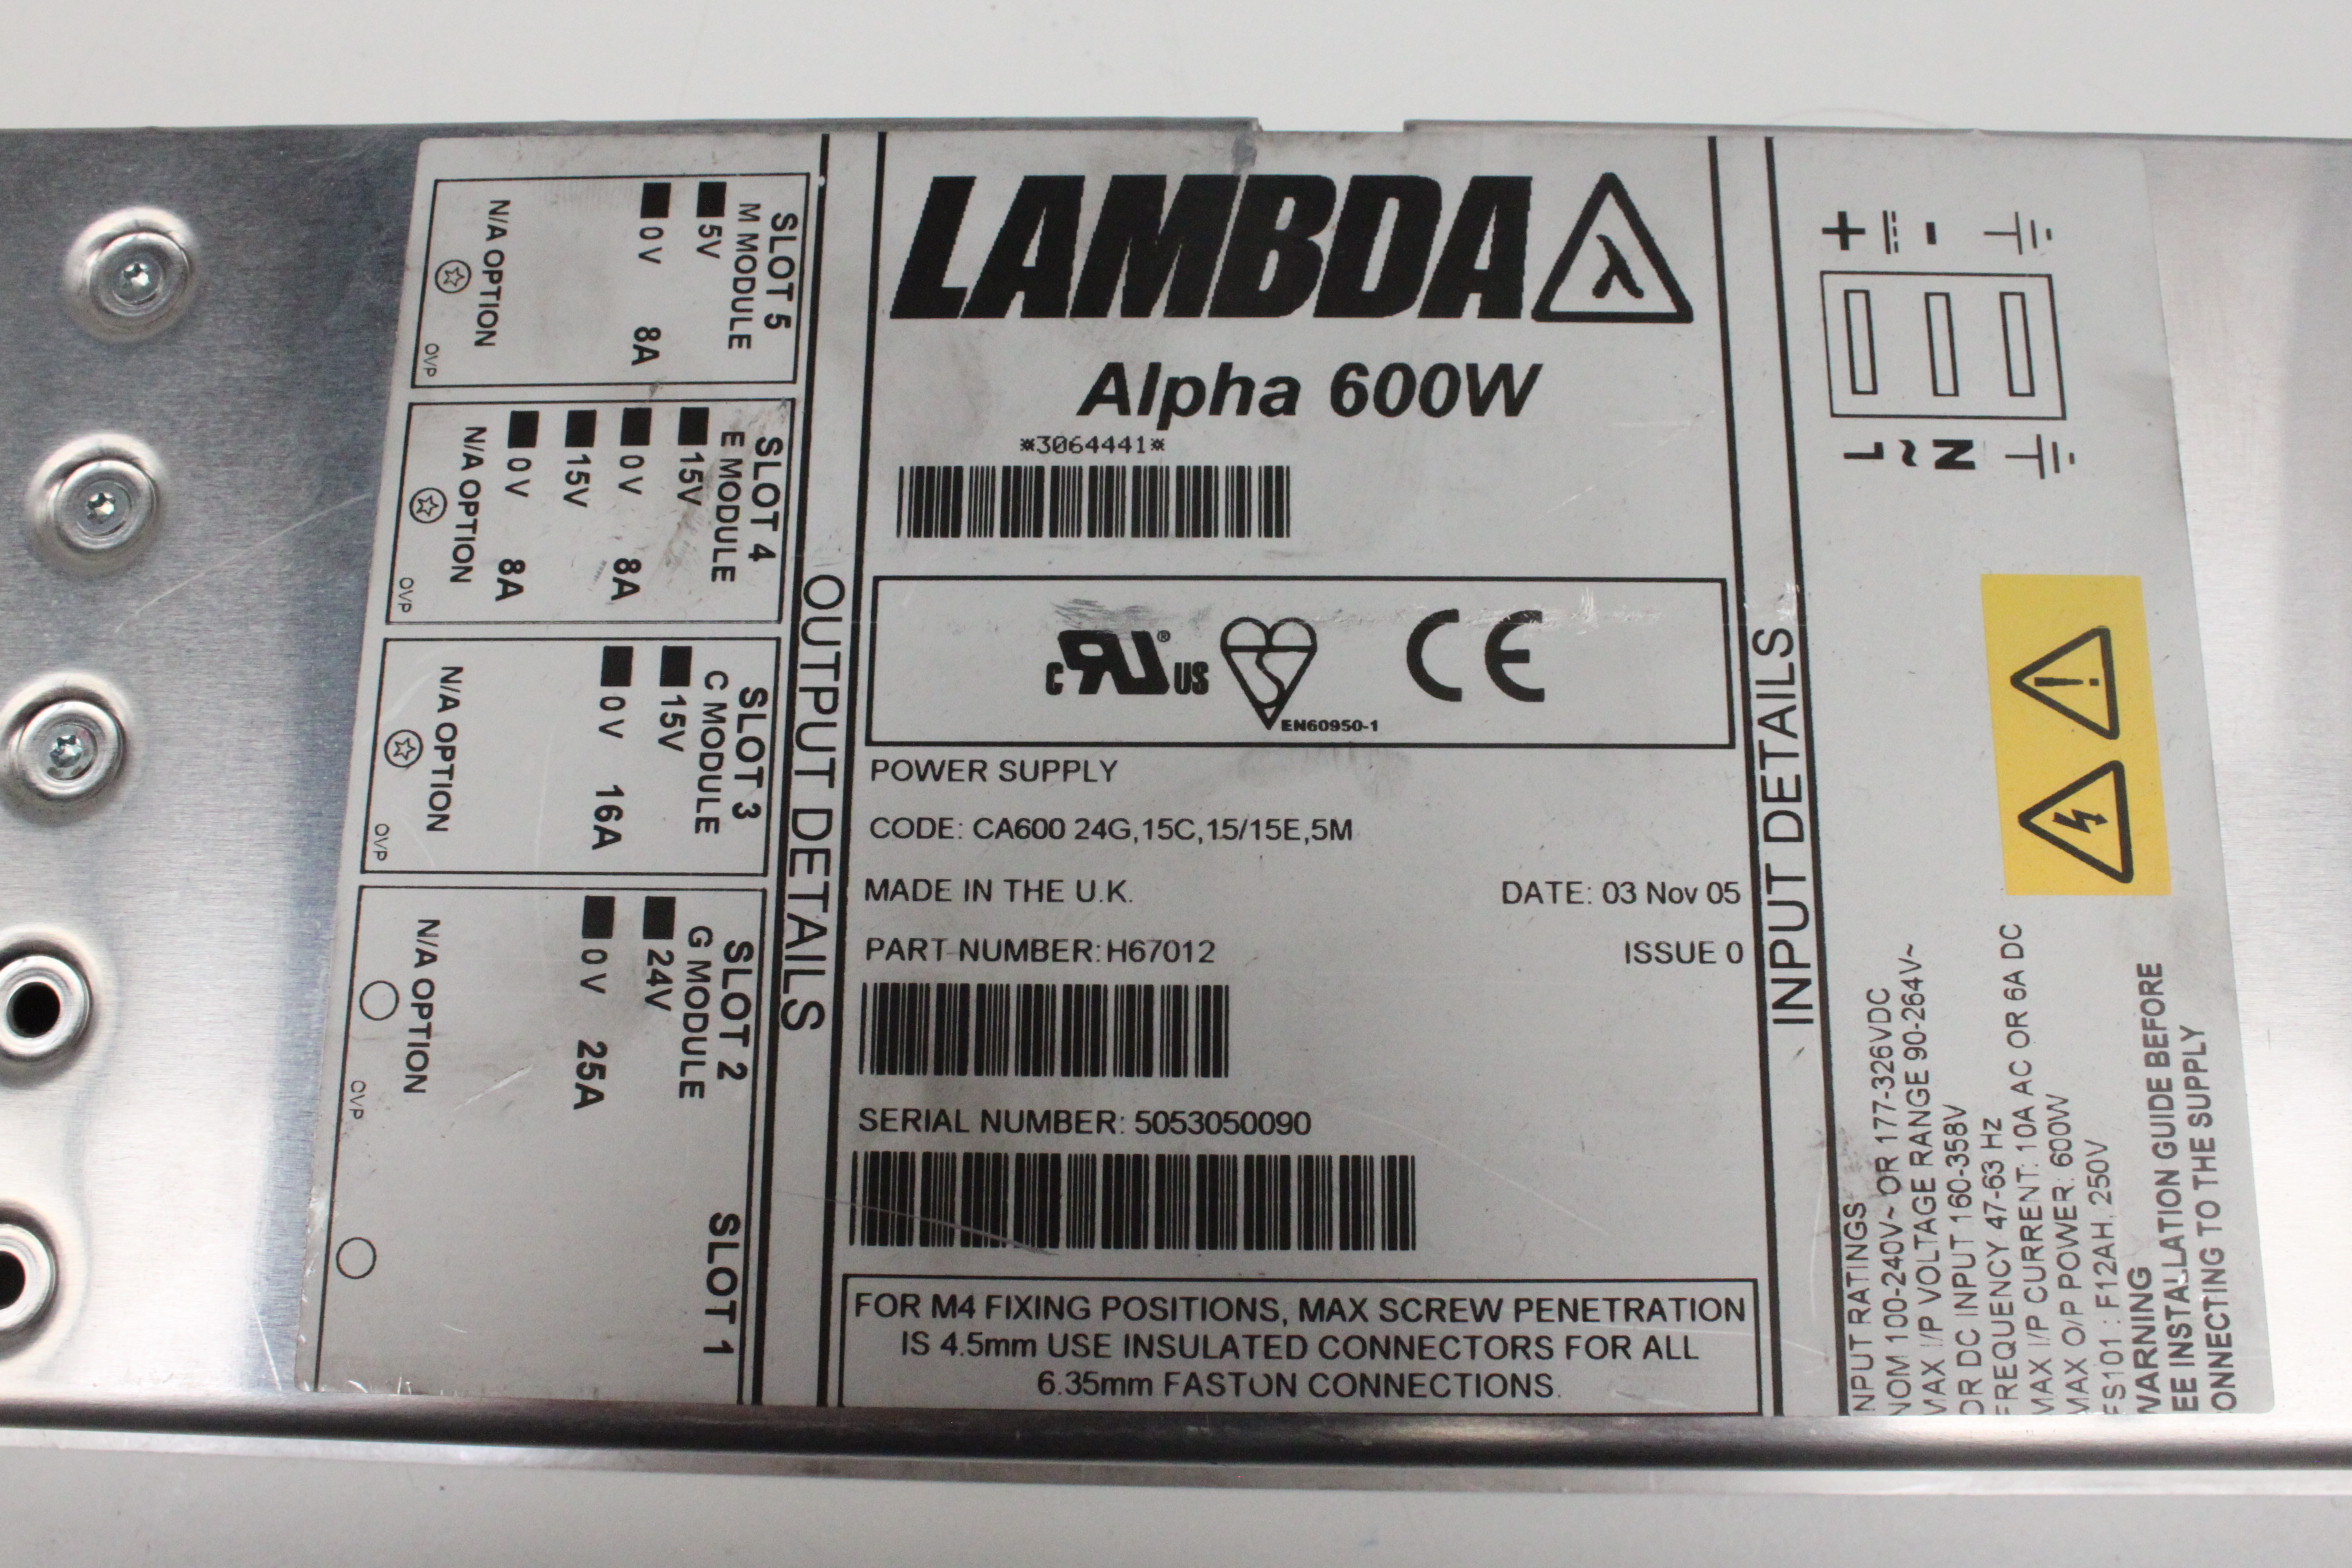 LAMBDA λ
Alpha 600W
*3064441*
c RU ® US
EN60950-1
CE
POWER SUPPLY
CODE: CA600 24G,15C,15/15E,5M
MADE IN THE U.K.
DATE: 03 Nov 05
PART NUMBER: H67012
ISSUE 0
SERIAL NUMBER: 5053050090
FOR M4 FIXING POSITIONS, MAX SCREW PENETRATION
IS 4.5mm USE INSULATED CONNECTORS FOR ALL
6.35mm FASTON CONNECTIONS.
OUTPUT DETAILS
SLOT 5
M MODULE
5V
0V 8A
N/A OPTION
OVP
SLOT 4
E MODULE
15V
0V 8A
15V
0V 8A
N/A OPTION
OVP
SLOT 3
C MODULE
15V
0V 16A
N/A OPTION
OVP
SLOT 2
G MODULE
24V
0V 25A
N/A OPTION
OVP
SLOT 1
INPUT DETAILS
+ -
L ~ N
NPUT RATINGS
NOM 100-240V~ OR 177-326VDC
MAX I/P VOLTAGE RANGE 90-264V~
OR DC INPUT 160-358V
FREQUENCY 47-63 Hz
MAX I/P CURRENT: 10A AC OR 6A DC
MAX O/P POWER: 600W
FS101 : F12AH, 250V
WARNING
EE INSTALLATION GUIDE BEFORE
ONNECTING TO THE SUPPLY